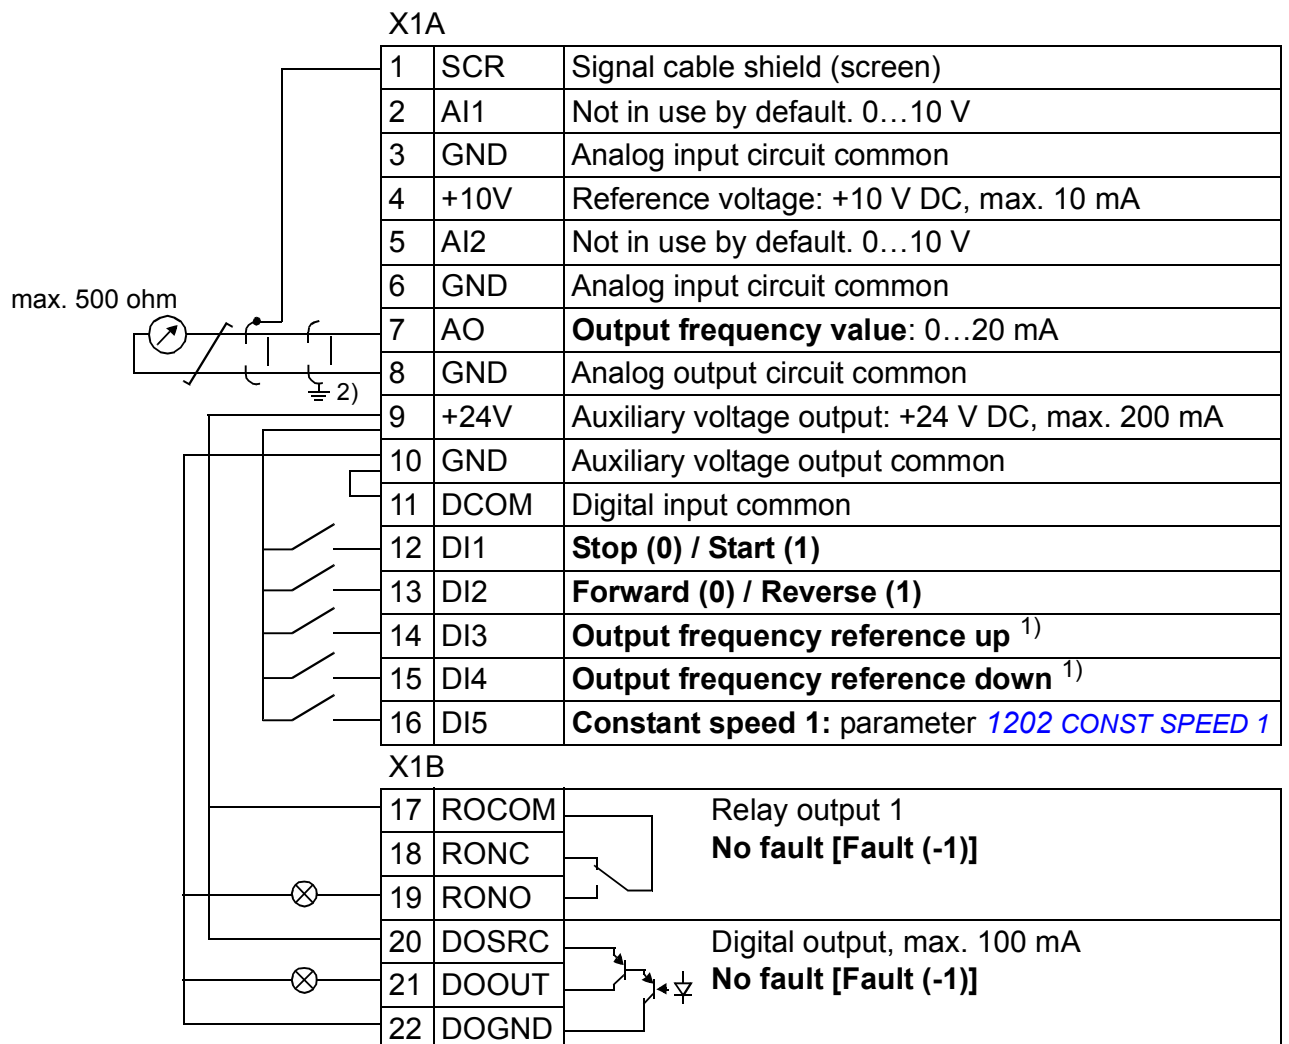 X1A
1 SCR Signal cable shield (screen)
2 AI1 Not in use by default. 0…10 V
3 GND Analog input circuit common
4 +10V Reference voltage: +10 V DC, max. 10 mA
5 AI2 Not in use by default. 0…10 V
6 GND Analog input circuit common
max. 500 ohm
7 AO Output frequency value: 0…20 mA
8 GND Analog output circuit common
2)
9 +24V Auxiliary voltage output: +24 V DC, max. 200 mA
10 GND Auxiliary voltage output common
11 DCOM Digital input common
12 DI1 Stop (0) / Start (1)
13 DI2 Forward (0) / Reverse (1)
14 DI3 Output frequency reference up 1)
15 DI4 Output frequency reference down 1)
16 DI5 Constant speed 1: parameter 1202 CONST SPEED 1
X1B
17 ROCOM Relay output 1
18 RONC No fault [Fault (-1)]
19 RONO
20 DOSRC Digital output, max. 100 mA
21 DOOUT No fault [Fault (-1)]
22 DOGND